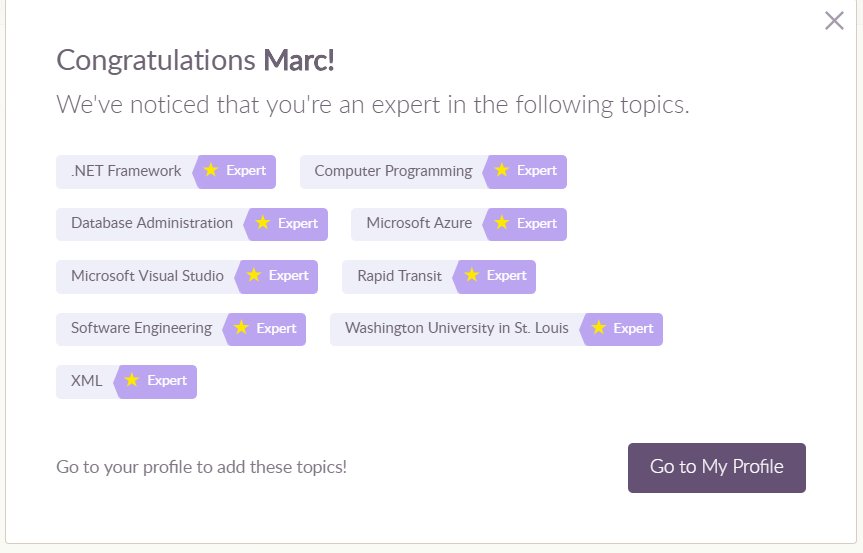 Congratulations Marc!
We've noticed that you're an expert in the following topics.
.NET Framework Expert Computer Programming Expert
Database Administration Expert Microsoft Azure Expert
Microsoft Visual Studio Expert Rapid Transit Expert
Software Engineering Expert Washington University in St. Louis Expert
XML Expert
Go to your profile to add these topics! Go to My Profile